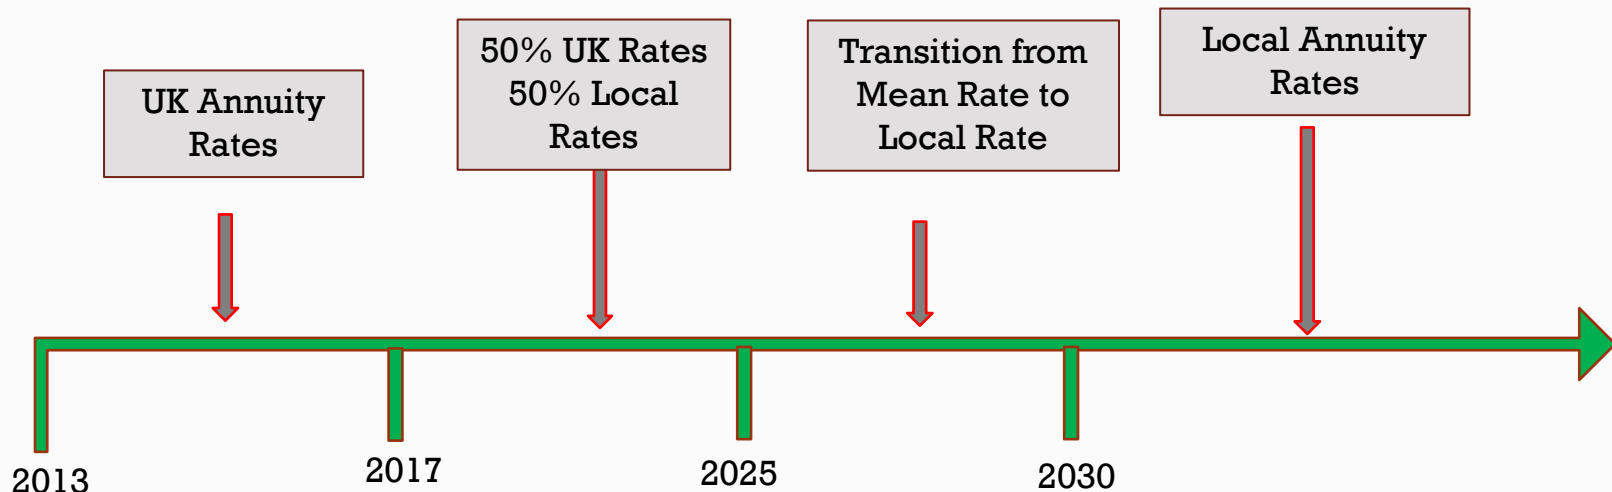 UK Annuity
Rates
50% UK Rates
50% Local
Rates
Transition from
Mean Rate to
Local Rate
Local Annuity
Rates
2013
2017
2025
2030